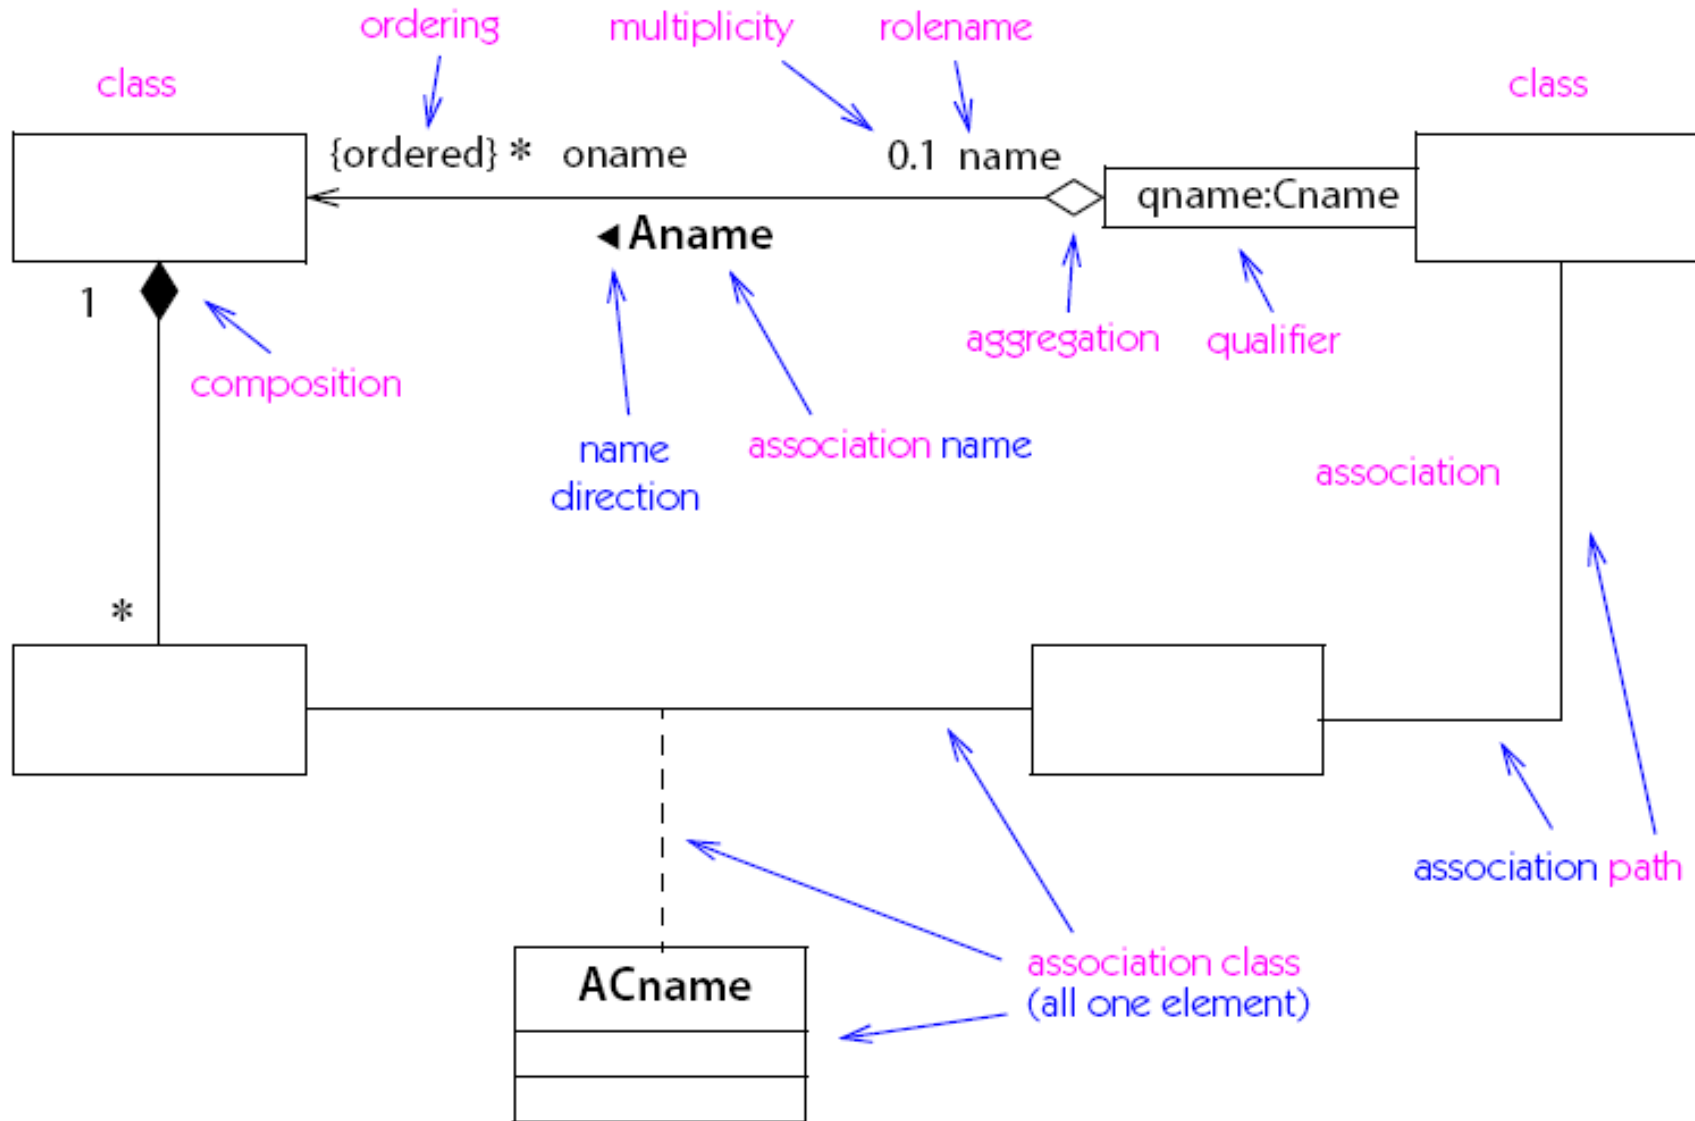 ordering multiplicity rolename
class class
{ordered} * oname 0.1 name
qname:Cname
◀ Aname
1
aggregation qualifier
composition
name
direction
association name
association
*
association path
association class
(all one element)
ACname